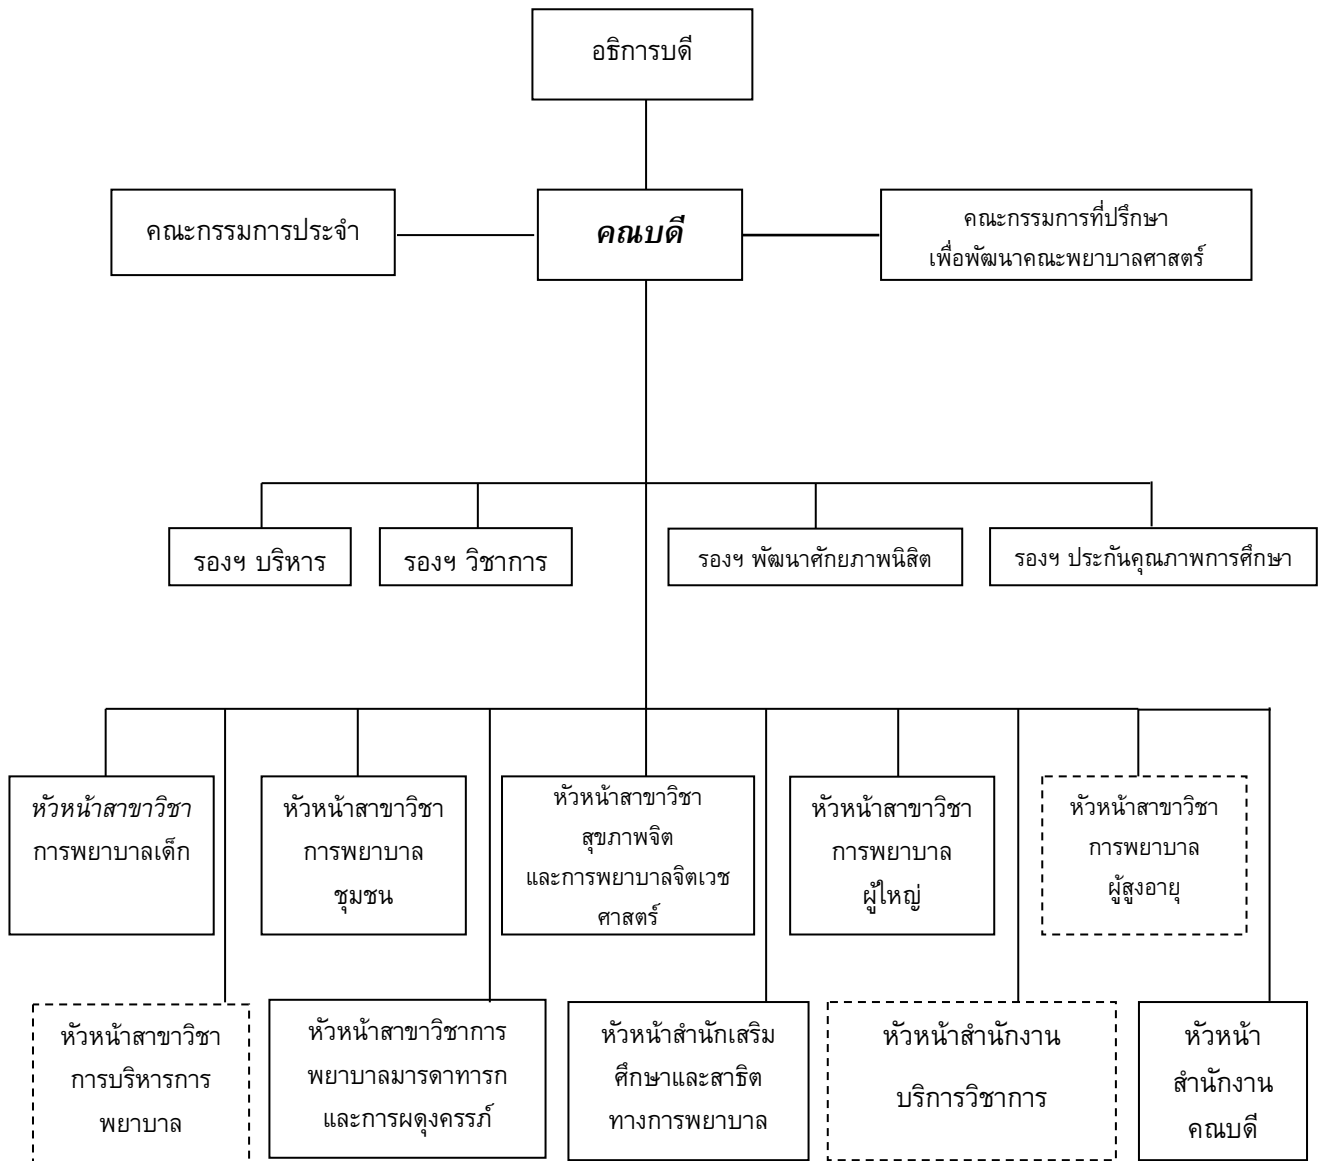 อธิการบดี
คณะกรรมการประจำ
คณบดี
คณะกรรมการที่ปรึกษา
เพื่อพัฒนาคณะพยาบาลศาสตร์
รองฯ บริหาร
รองฯ วิชาการ
รองฯ พัฒนาศักยภาพนิสิต
รองฯ ประกันคุณภาพการศึกษา
หัวหน้าสาขาวิชา
การพยาบาลเด็ก
หัวหน้าสาขาวิชา
การพยาบาล
ชุมชน
หัวหน้าสาขาวิชา
สุขภาพจิต
และการพยาบาลจิตเวช
ศาสตร์
หัวหน้าสาขาวิชา
การพยาบาล
ผู้ใหญ่
หัวหน้าสาขาวิชา
การพยาบาล
ผู้สูงอายุ
หัวหน้าสาขาวิชา
การบริหารการ
พยาบาล
หัวหน้าสาขาวิชาการ
พยาบาลมารดาทารก
และการผดุงครรภ์
หัวหน้าสำนักเสริม
ศึกษาและสาธิต
ทางการพยาบาล
หัวหน้าสำนักงาน
บริการวิชาการ
หัวหน้า
สำนักงาน
คณบดี